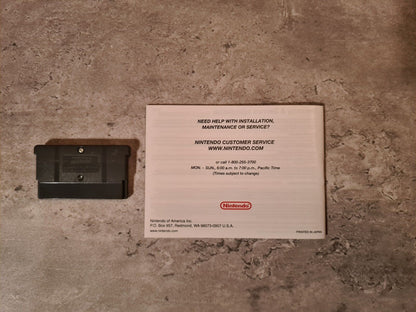 NEED HELP WITH INSTALLATION,
MAINTENANCE OR SERVICE?
NINTENDO CUSTOMER SERVICE
WWW.NINTENDO.COM
or call 1-800-255-3700
MON. - SUN., 6:00 a.m. to 7:00 p.m., Pacific Time
(Times subject to change)
Nintendo
Nintendo of America Inc.
P.O. Box 957, Redmond, WA 98073-0957 U.S.A.
www.nintendo.com
PRINTED IN JAPAN